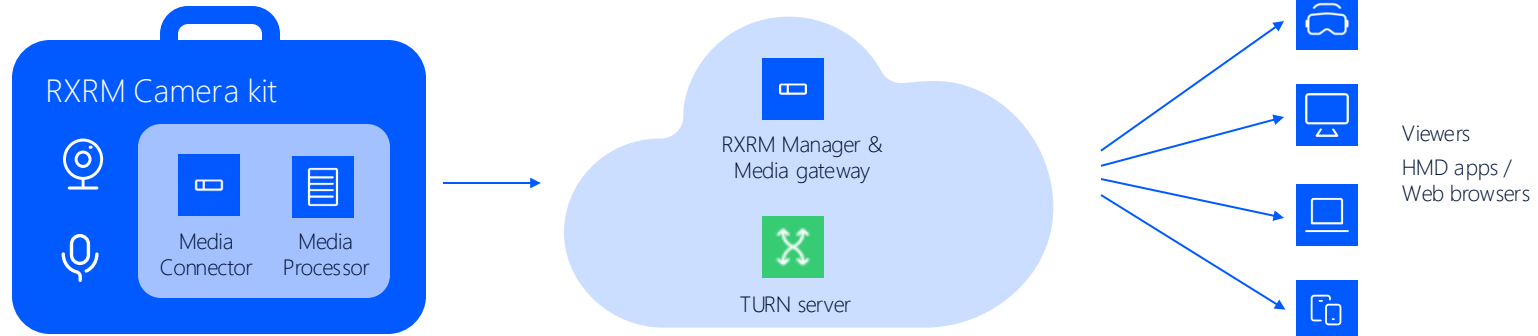 RXRM Camera kit
Media
Connector
Media
Processor
RXRM Manager &
Media gateway
TURN server
Viewers
HMD apps /
Web browsers